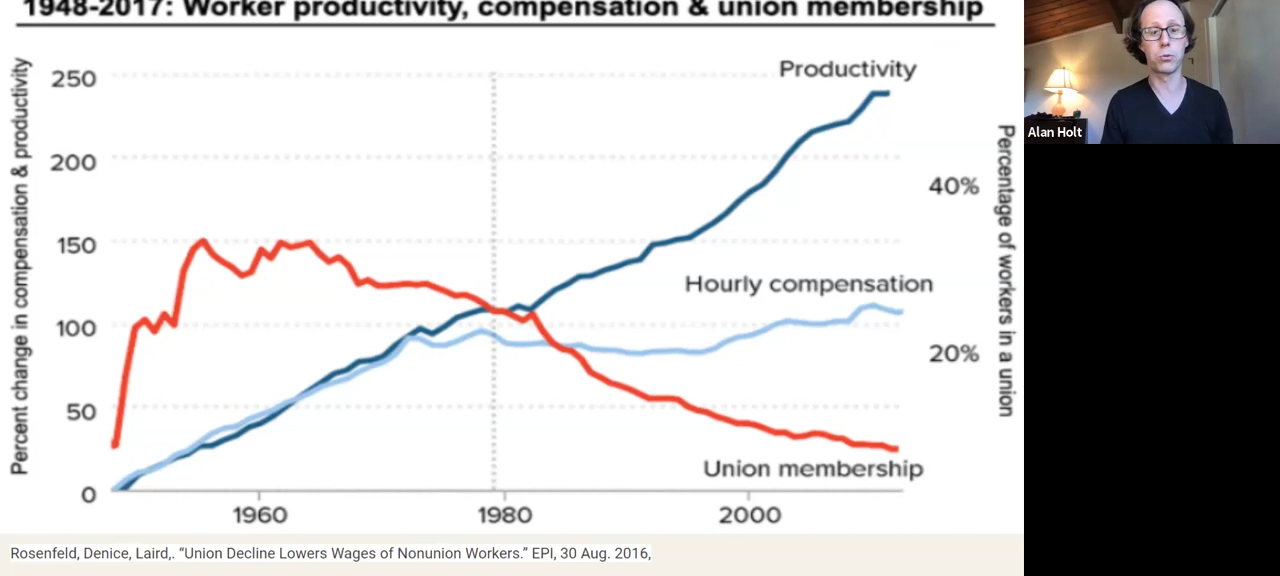 1948-2017: Worker productivity, compensation & union membership
Percent change in compensation & productivity
250
200
150
100
50
0
1960
1980
2000
Productivity
Hourly compensation
Union membership
40%
20%
Percentage of workers in a union
Rosenfeld, Denice, Laird,. “Union Decline Lowers Wages of Nonunion Workers.” EPI, 30 Aug. 2016,
Alan Holt